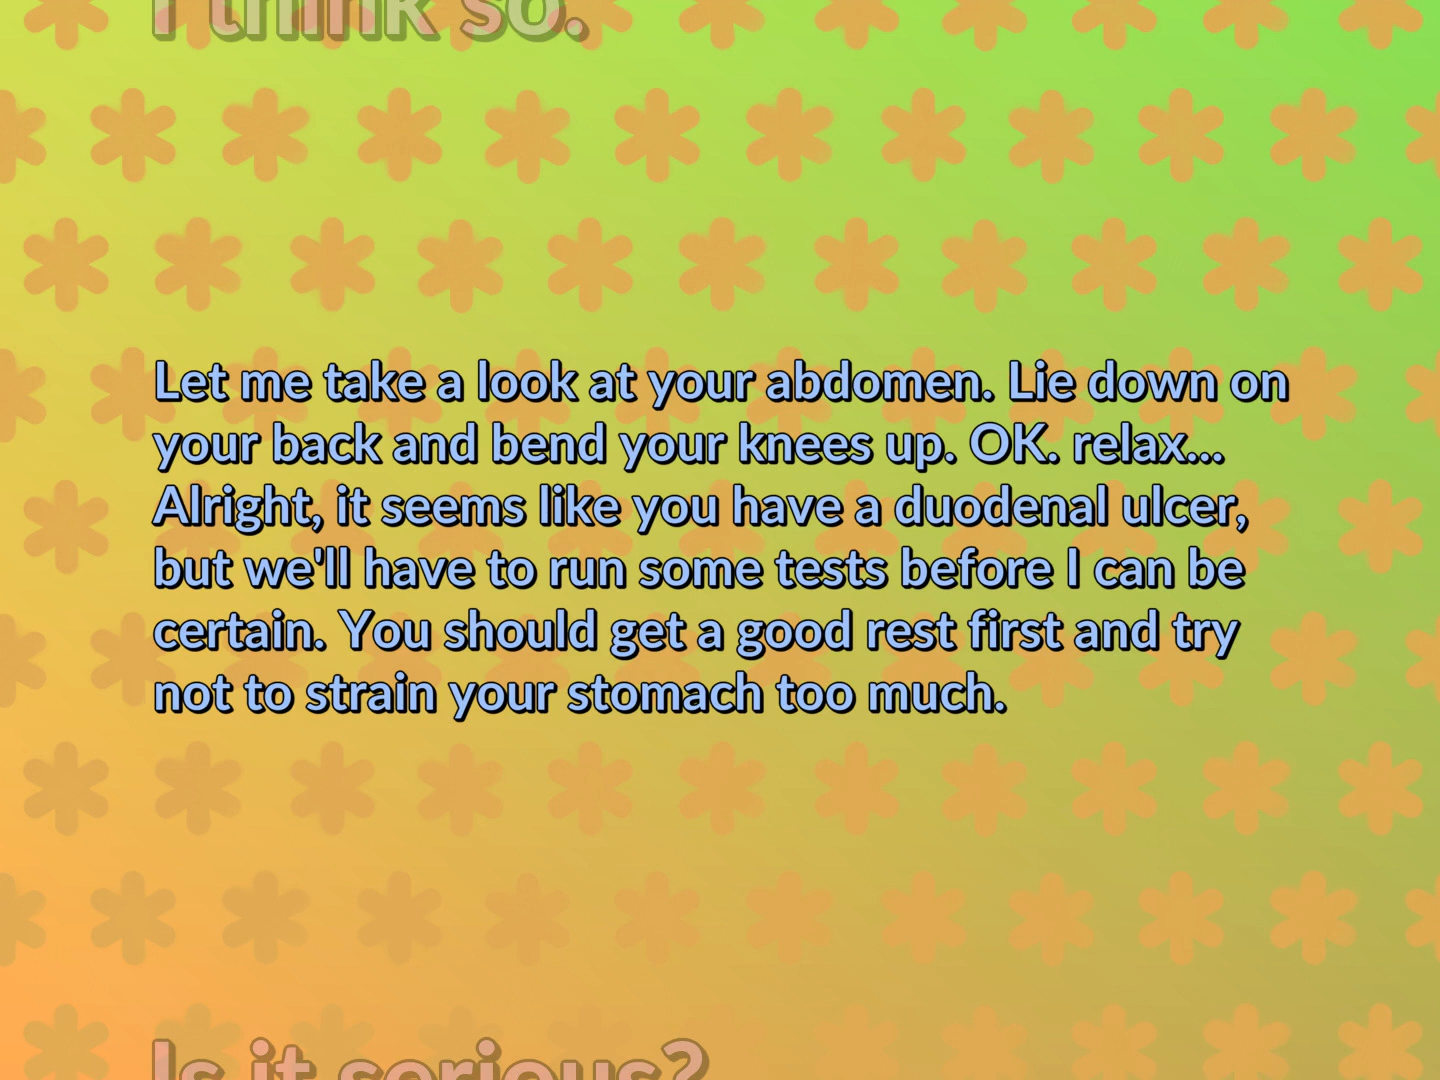 I think so.
Let me take a look at your abdomen. Lie down on
your back and bend your knees up. OK. relax...
Alright, it seems like you have a duodenal ulcer,
but we'll have to run some tests before I can be
certain. You should get a good rest first and try
not to strain your stomach too much.
Is it serious?